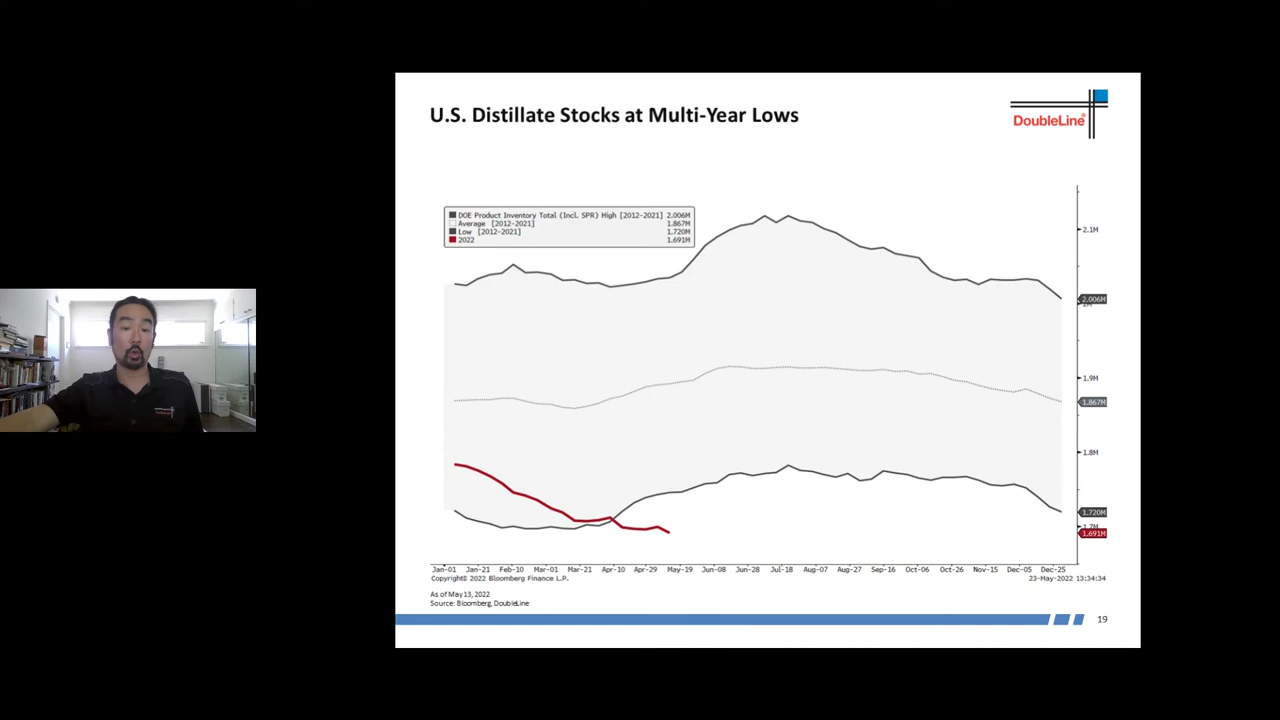 U.S. Distillate Stocks at Multi-Year Lows
DoubleLine®
DOE Product Inventory Total (Incl. SPR) High [2012-2021] 2.006M
Average [2012-2021] 1.867M
Low [2012-2021] 1.720M
2022 1.691M
2.1M
2.006M
1.9M
1.867M
1.8M
1.720M
1.7M
1.691M
Jan-01 Jan-21 Feb-10 Mar-01 Mar-21 Apr-10 Apr-29 May-19 Jun-08 Jun-28 Jul-18 Aug-07 Aug-27 Sep-16 Oct-06 Oct-26 Nov-15 Dec-05 Dec-25
Copyright© 2022 Bloomberg Finance L.P. 23-May-2022 13:34:34
As of May 13, 2022
Source: Bloomberg, DoubleLine
19